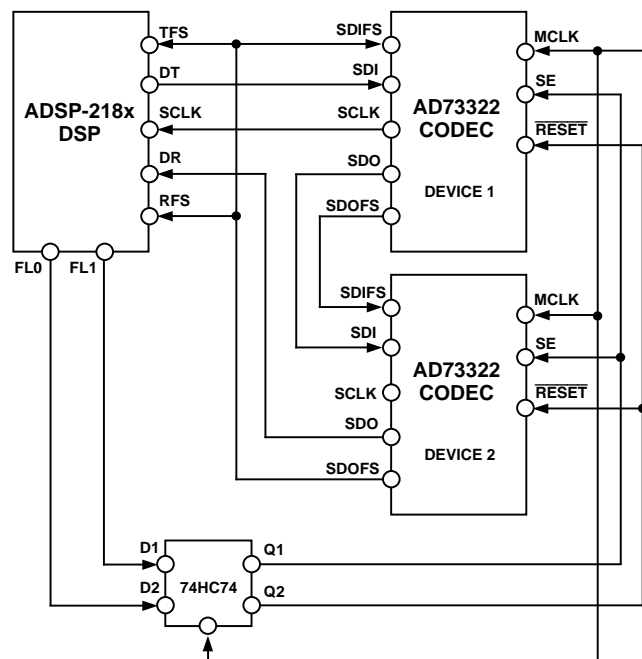 TFS
DT
SCLK
DR
RFS
ADSP-218x
DSP
FL0
FL1
SDIFS
SDI
SCLK
SDO
SDOFS
AD73322
CODEC
DEVICE 1
MCLK
SE
RESET
SDIFS
SDI
SCLK
SDO
SDOFS
AD73322
CODEC
DEVICE 2
MCLK
SE
RESET
D1
D2
74HC74
Q1
Q2